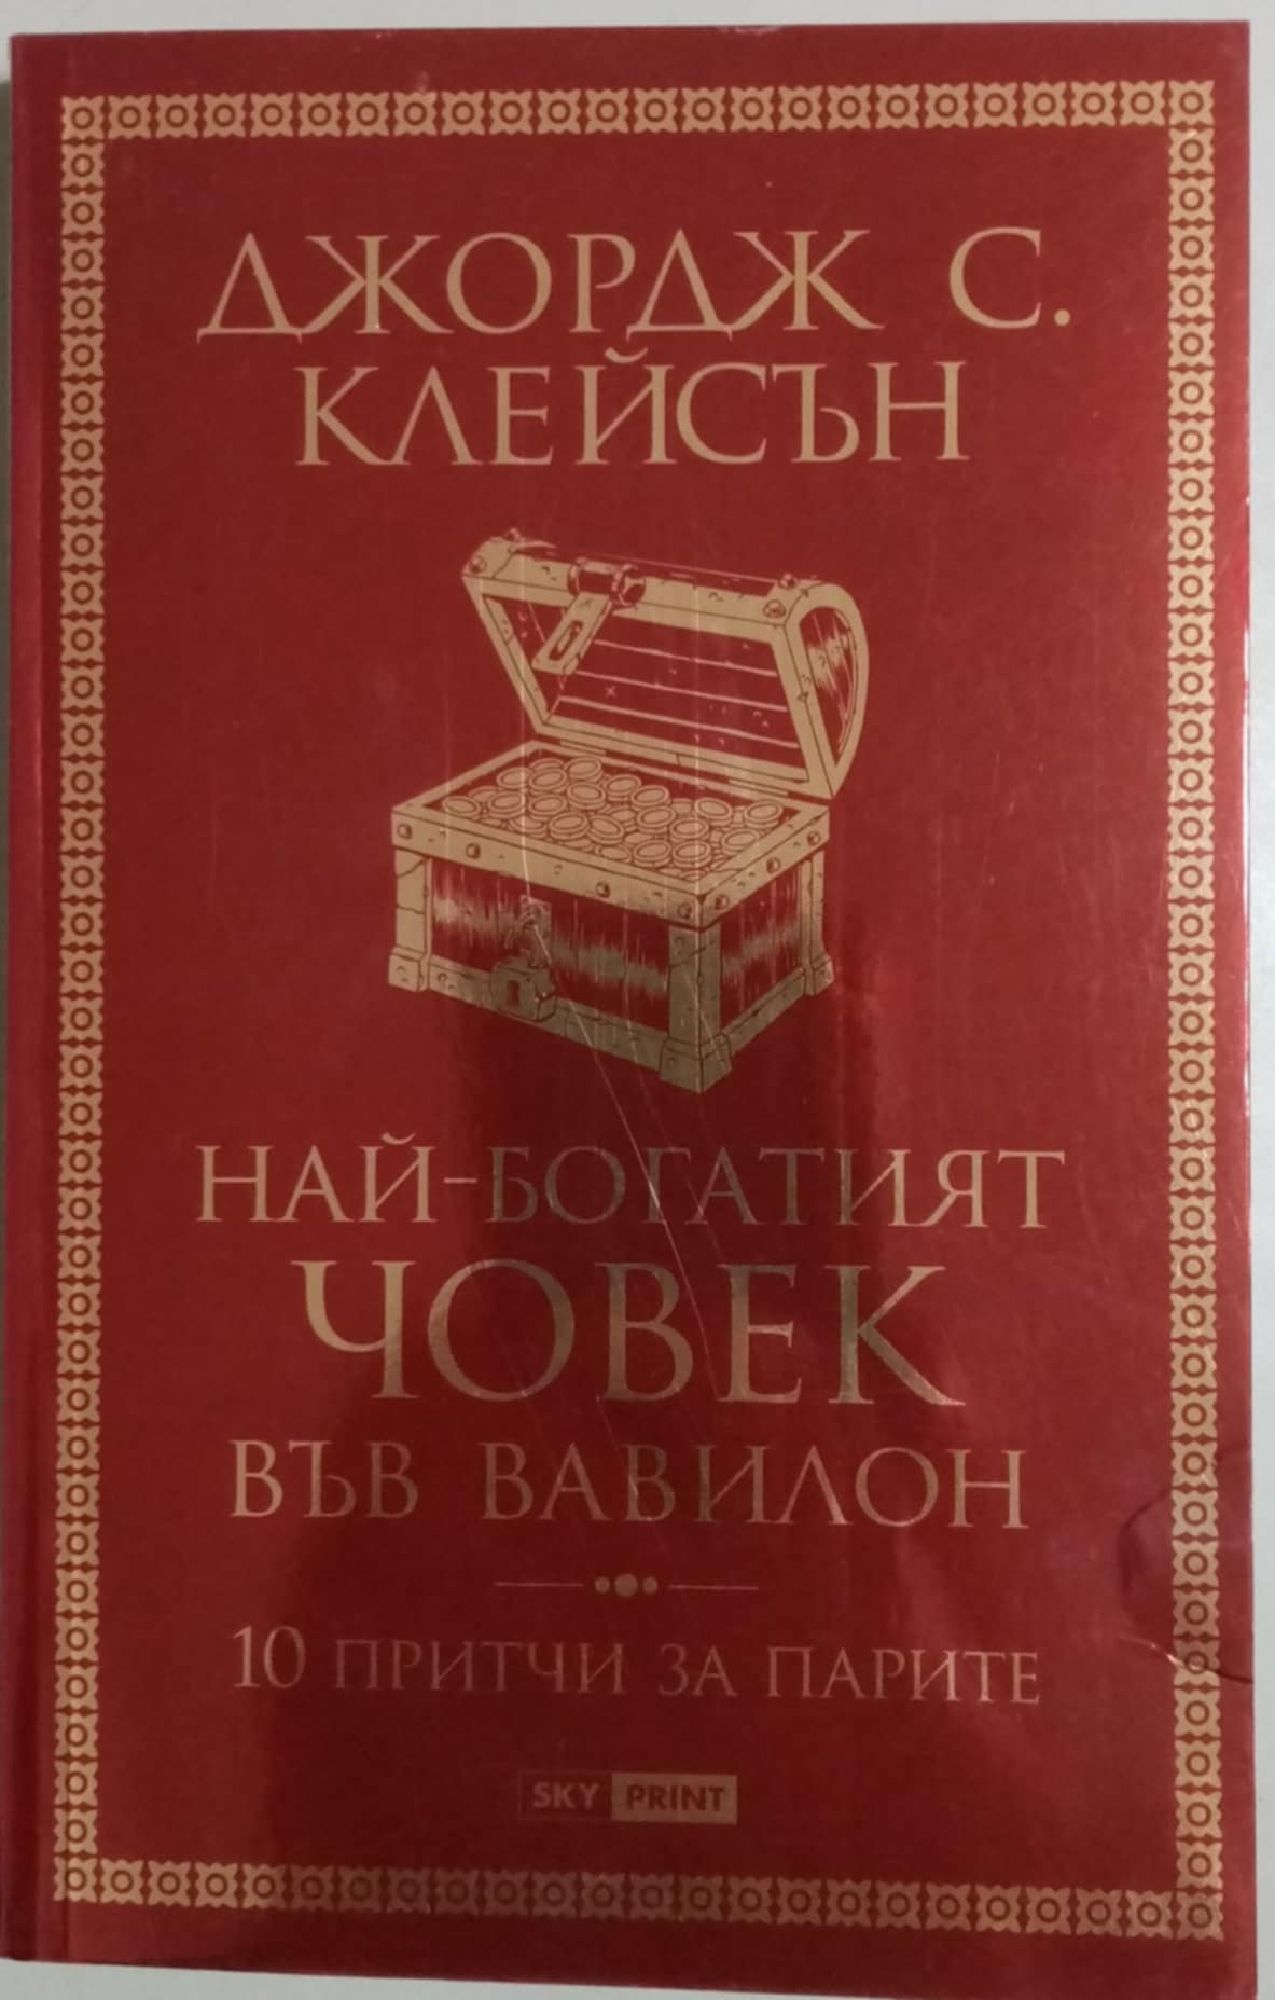 ДЖОРДЖ С.
КЛЕЙСЪН
НАЙ-БОГАТИЯТ
ЧОВЕК
ВЪВ ВАВИЛОН
10 ПРИТЧИ ЗА ПАРИТЕ
SKY PRINT